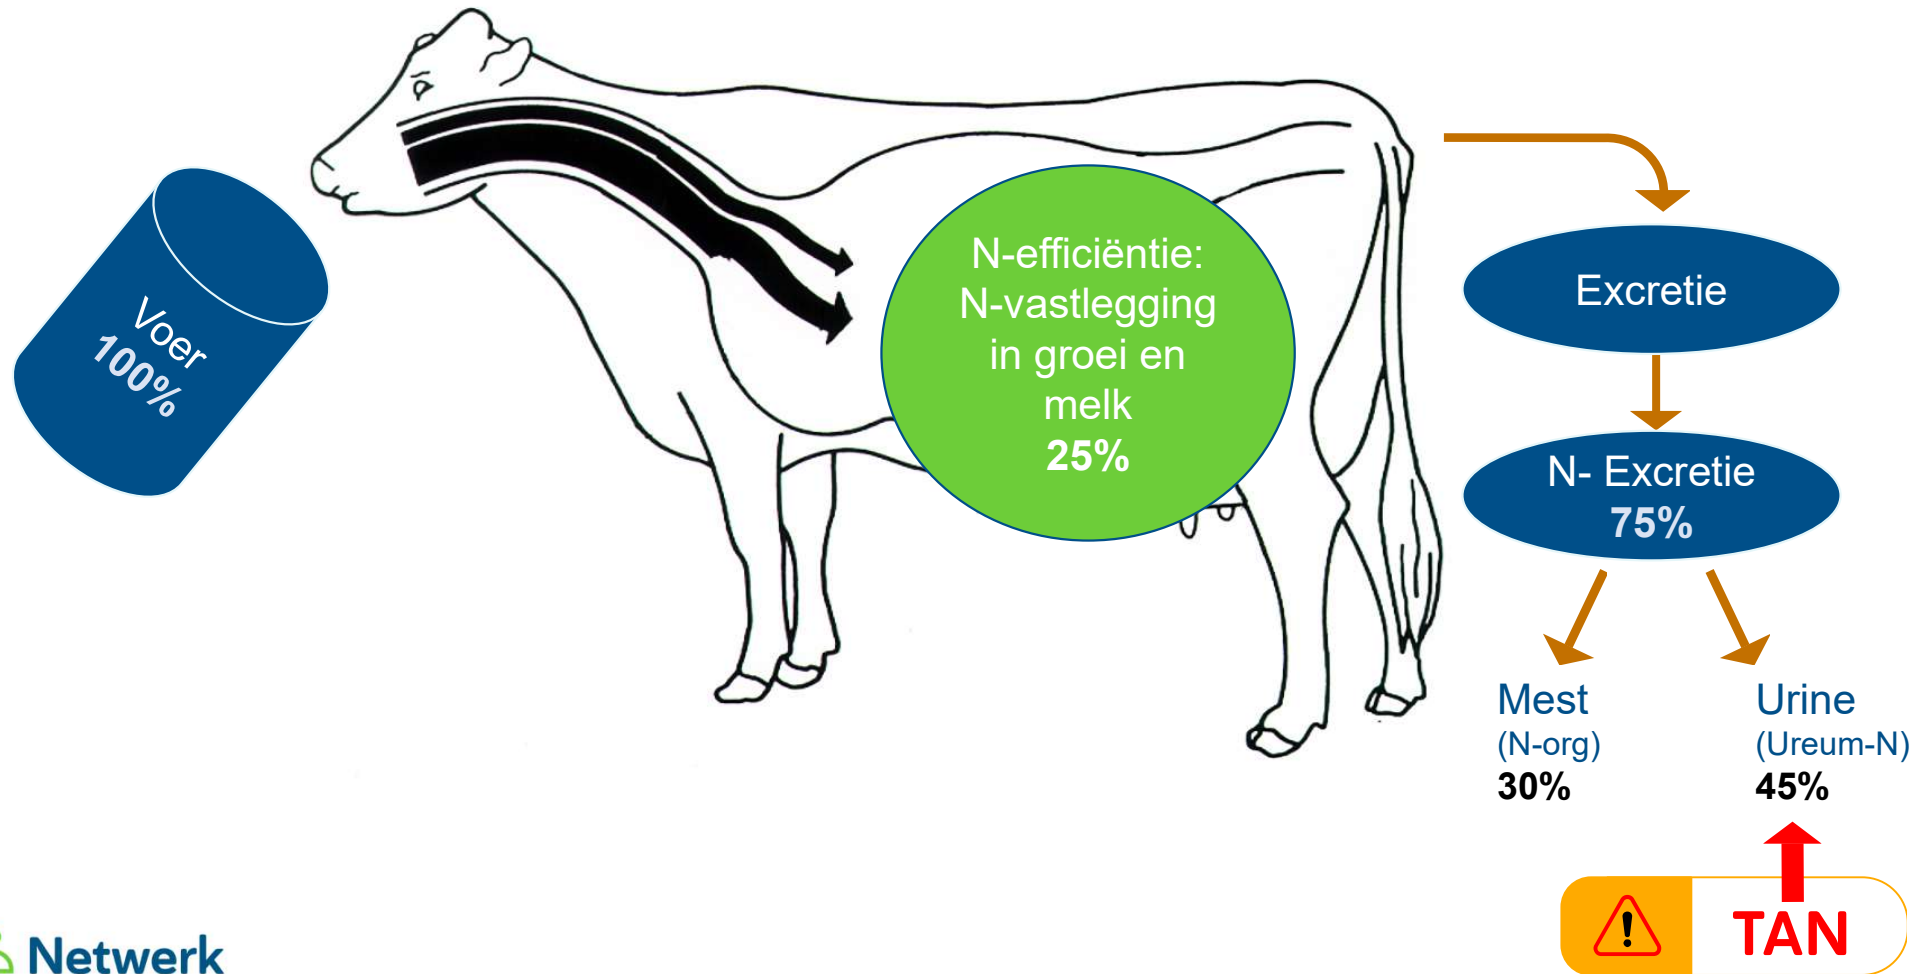 Voer
100%
N-efficiëntie:
N-vastlegging
in groei en
melk
25%
Excretie
N- Excretie
75%
Mest
(N-org)
30%
Urine
(Ureum-N)
45%
TAN
Netwerk